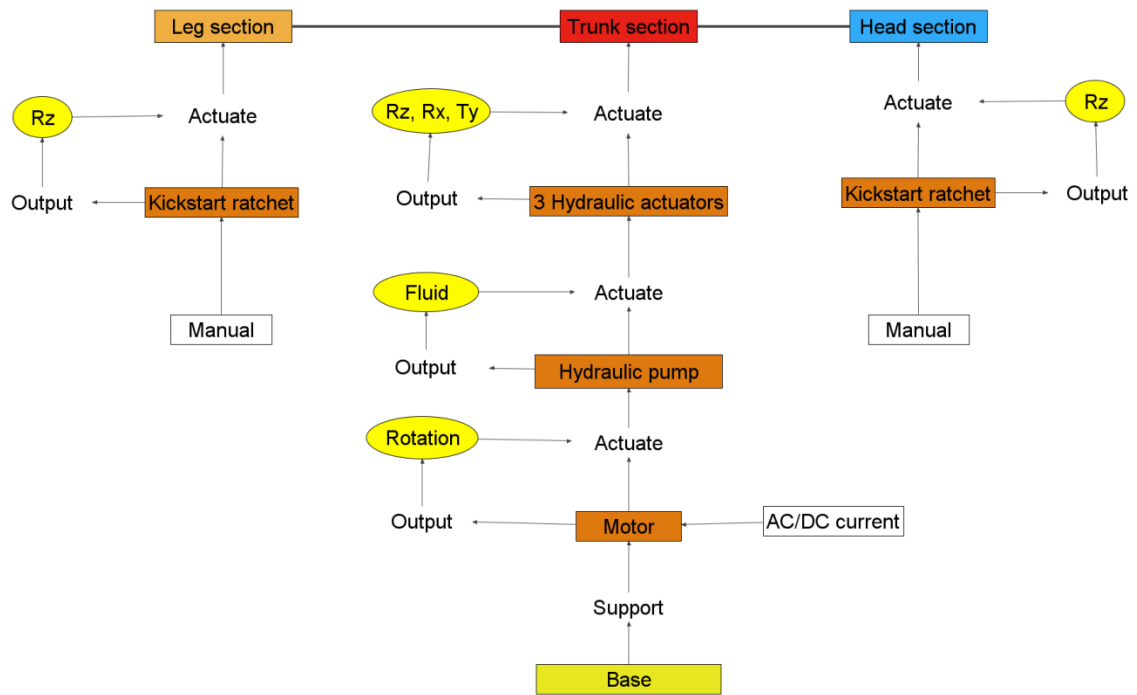 Leg section
Trunk section
Head section
Rz
Actuate
Rz, Rx, Ty
Actuate
Actuate
Rz
Output
Kickstart ratchet
Output
3 Hydraulic actuators
Kickstart ratchet
Output
Fluid
Actuate
Manual
Manual
Output
Hydraulic pump
Rotation
Actuate
Output
Motor
AC/DC current
Support
Base